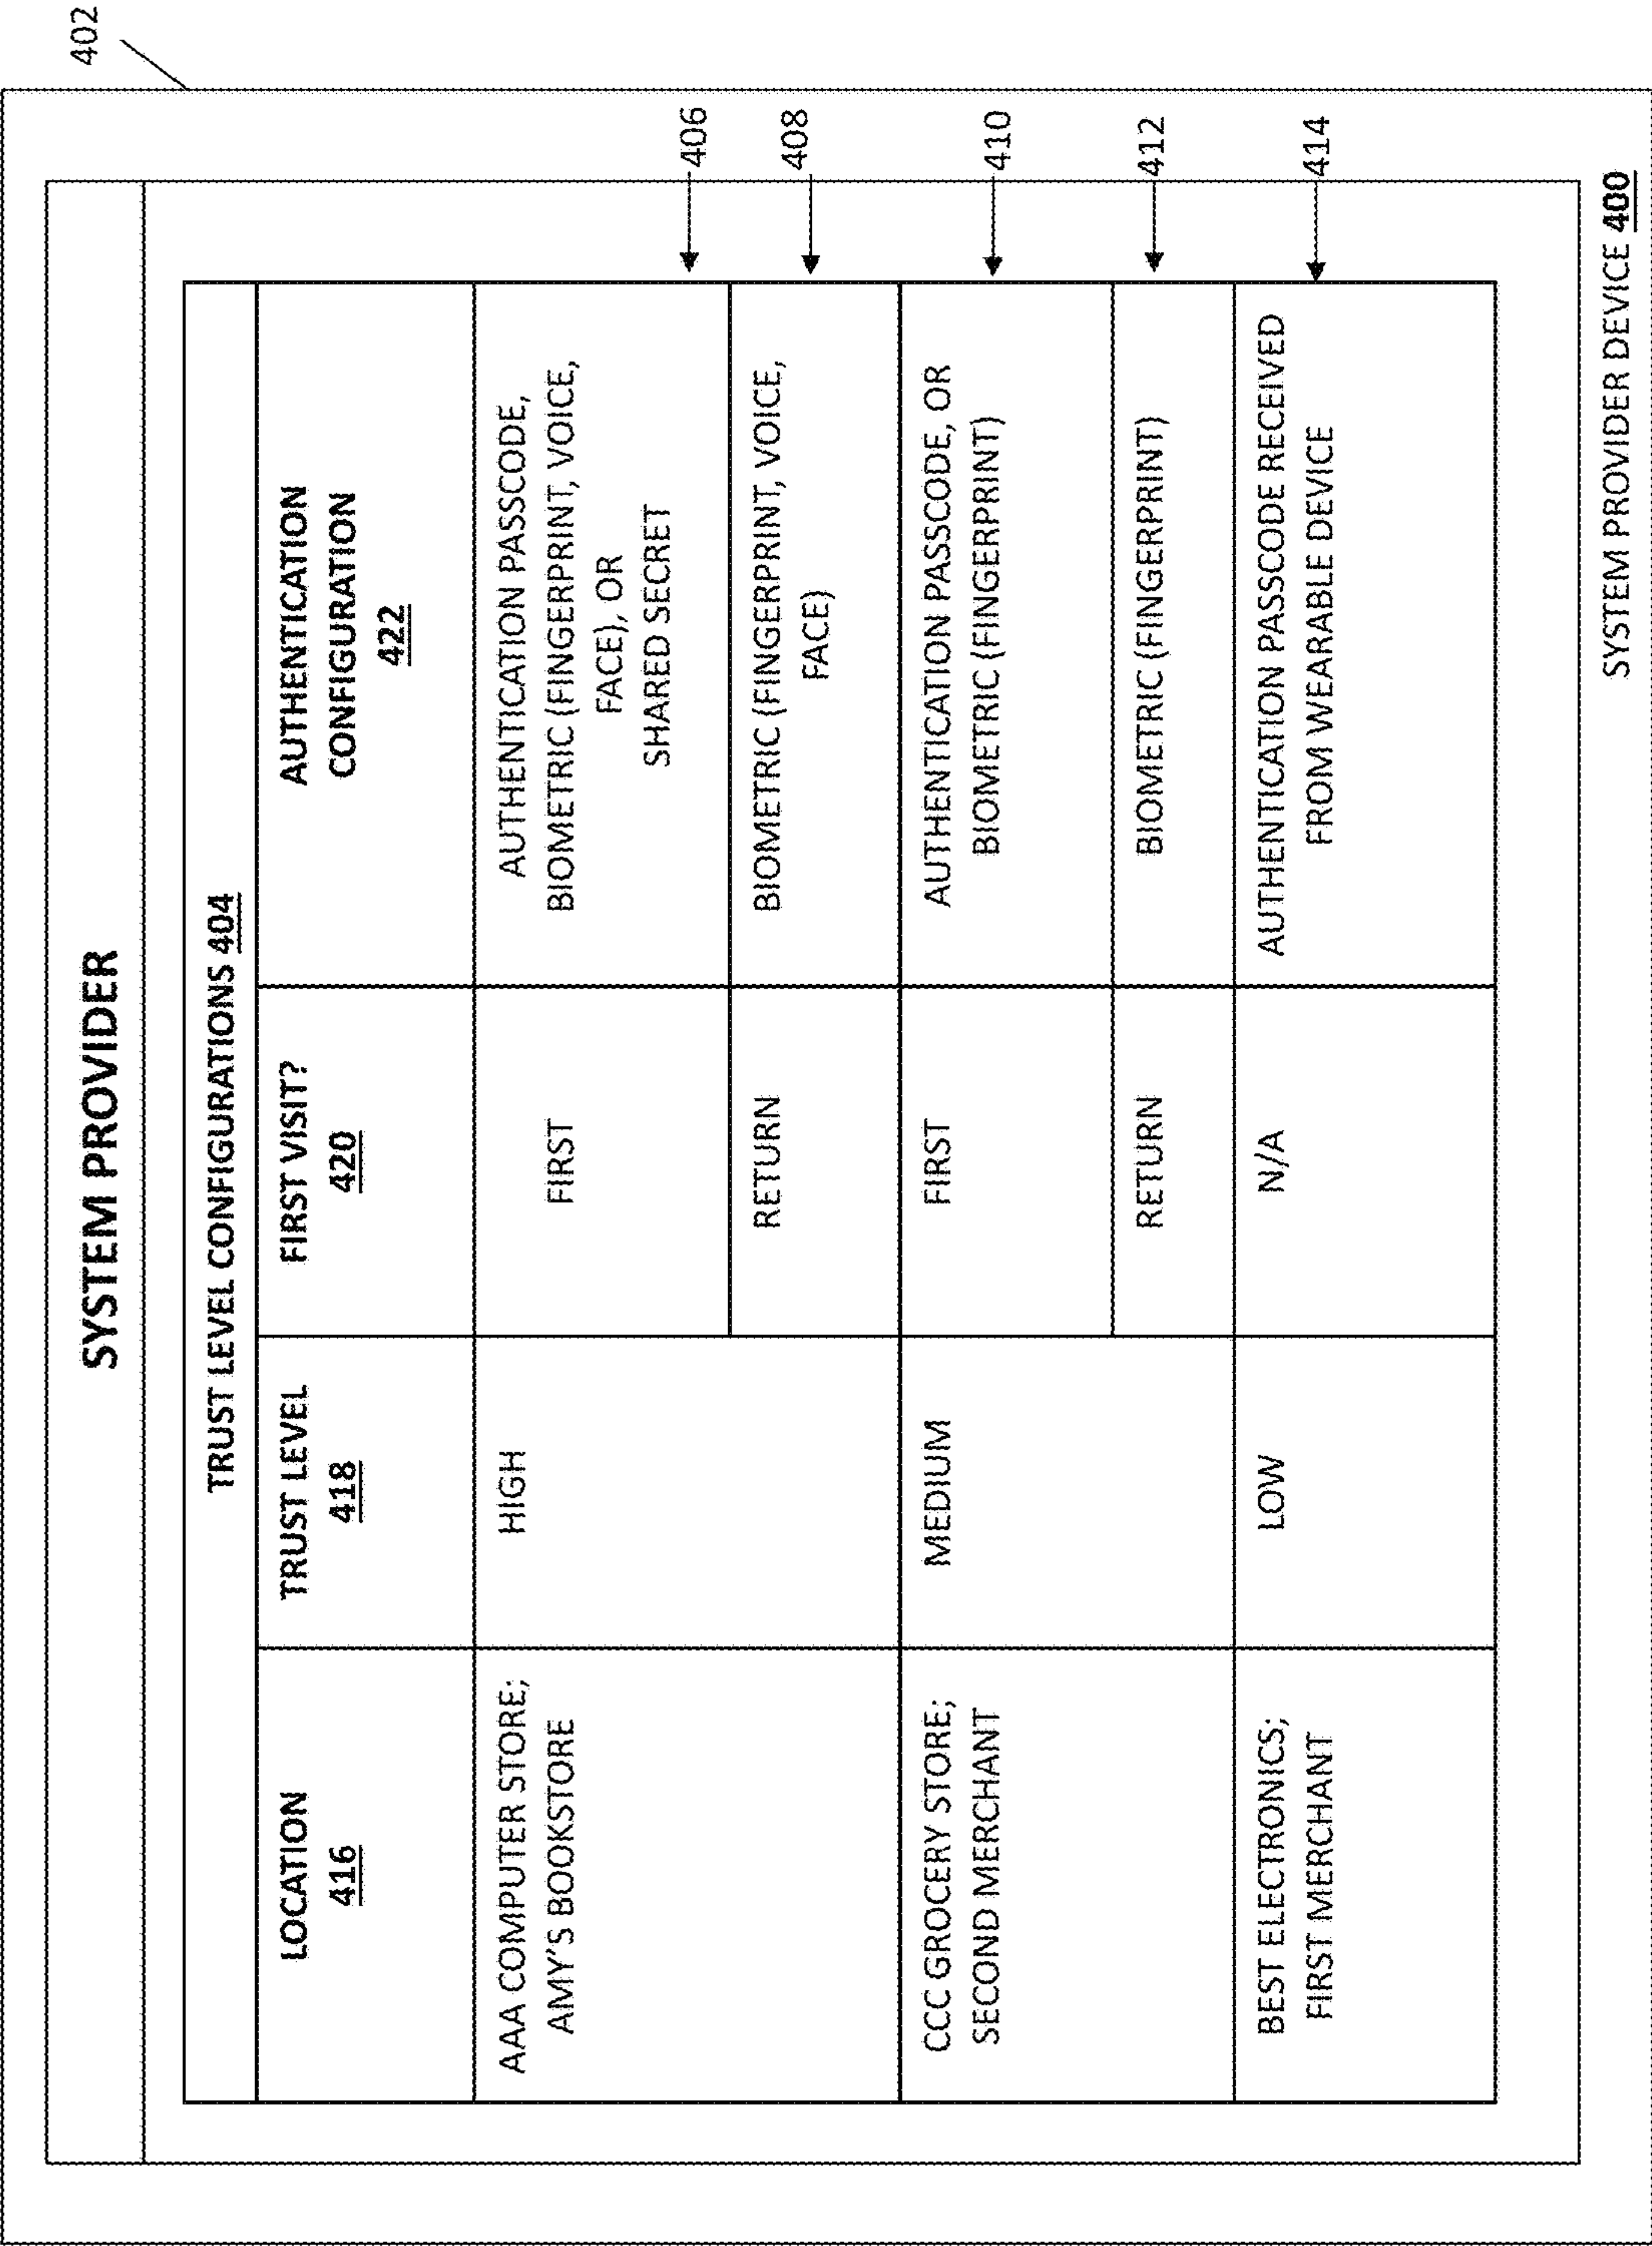 402
SYSTEM PROVIDER
TRUST LEVEL CONFIGURATIONS 404
LOCATION
416
TRUST LEVEL
418
FIRST VISIT?
420
AUTHENTICATION
CONFIGURATION
422
AAA COMPUTER STORE;
AMY'S BOOKSTORE
HIGH
FIRST
AUTHENTICATION PASSCODE,
BIOMETRIC (FINGERPRINT, VOICE,
FACE), OR
SHARED SECRET
406
RETURN
BIOMETRIC (FINGERPRINT, VOICE,
FACE)
408
CCC GROCERY STORE;
SECOND MERCHANT
MEDIUM
FIRST
AUTHENTICATION PASSCODE, OR
BIOMETRIC (FINGERPRINT)
410
RETURN
BIOMETRIC (FINGERPRINT)
412
BEST ELECTRONICS;
FIRST MERCHANT
LOW
N/A
AUTHENTICATION PASSCODE RECEIVED
FROM WEARABLE DEVICE
414
SYSTEM PROVIDER DEVICE 400